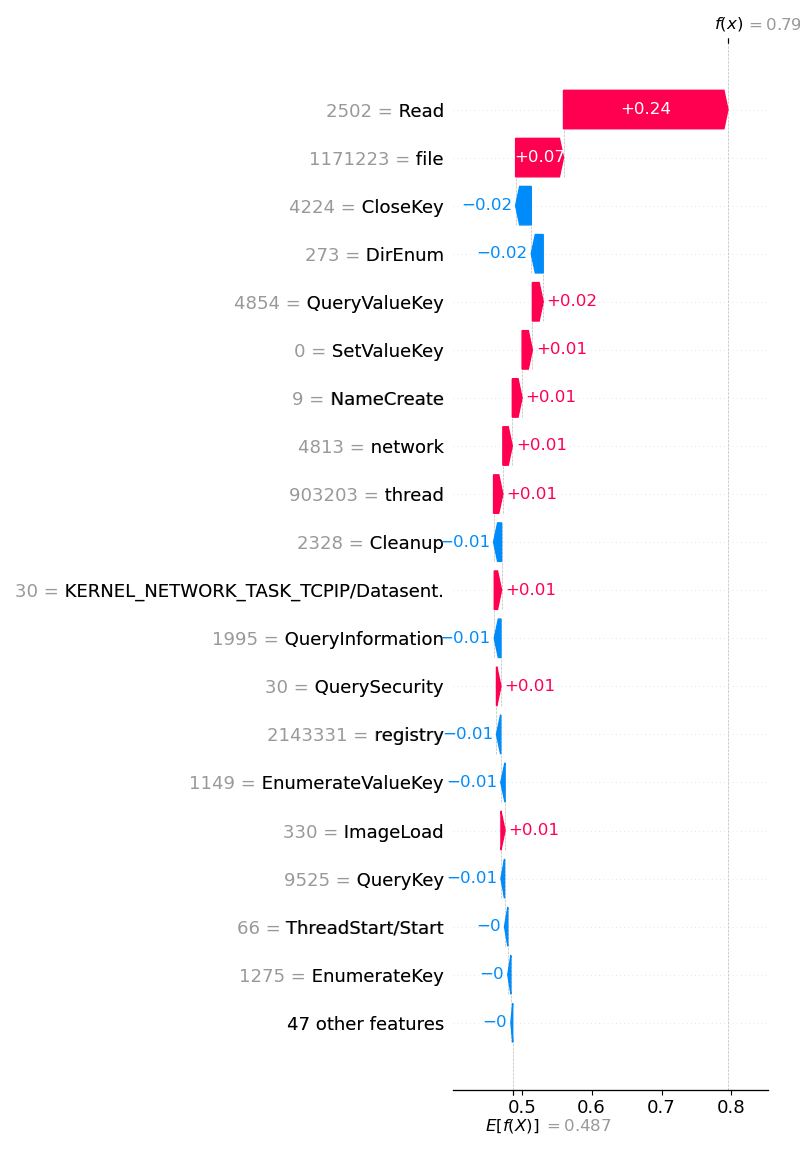 f(x) = 0.79
2502 = Read
+0.24
1171223 = file
+0.07
4224 = CloseKey
−0.02
273 = DirEnum
−0.02
4854 = QueryValueKey
+0.02
0 = SetValueKey
+0.01
9 = NameCreate
+0.01
4813 = network
+0.01
903203 = thread
+0.01
2328 = Cleanup
−0.01
30 = KERNEL_NETWORK_TASK_TCPIP/Datasent.
+0.01
1995 = QueryInformation
−0.01
30 = QuerySecurity
+0.01
2143331 = registry
−0.01
1149 = EnumerateValueKey
−0.01
330 = ImageLoad
+0.01
9525 = QueryKey
−0.01
66 = ThreadStart/Start
−0
1275 = EnumerateKey
−0
47 other features
−0
0.5 0.6 0.7 0.8
E[f(X)] = 0.487